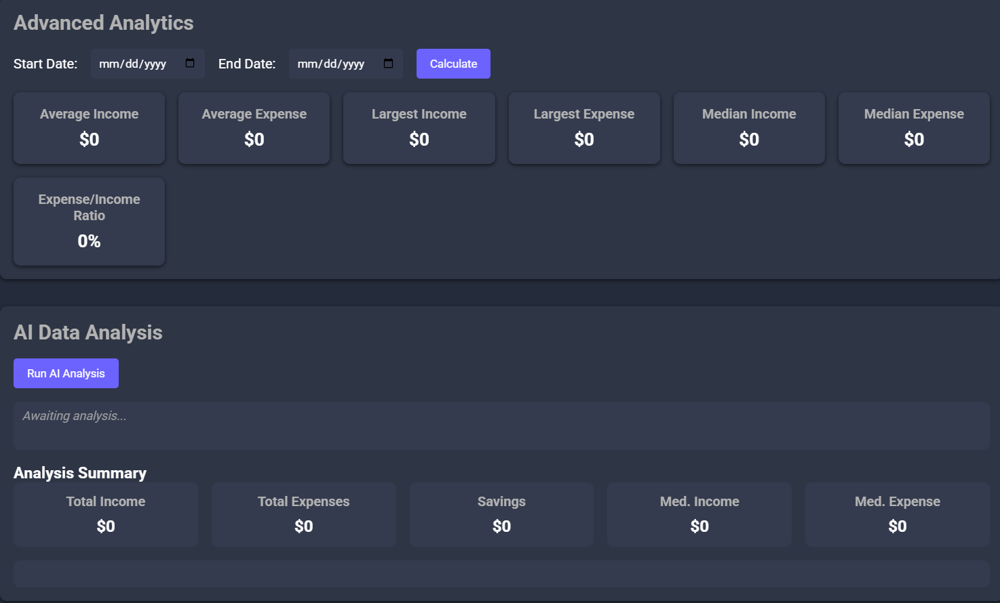 Advanced Analytics
Start Date: mm/dd/yyyy End Date: mm/dd/yyyy Calculate
Average Income Average Expense Largest Income Largest Expense Median Income Median Expense
$0 $0 $0 $0 $0 $0
Expense/Income
Ratio
0%
AI Data Analysis
Run AI Analysis
Awaiting analysis...
Analysis Summary
Total Income Total Expenses Savings Med. Income Med. Expense
$0 $0 $0 $0 $0